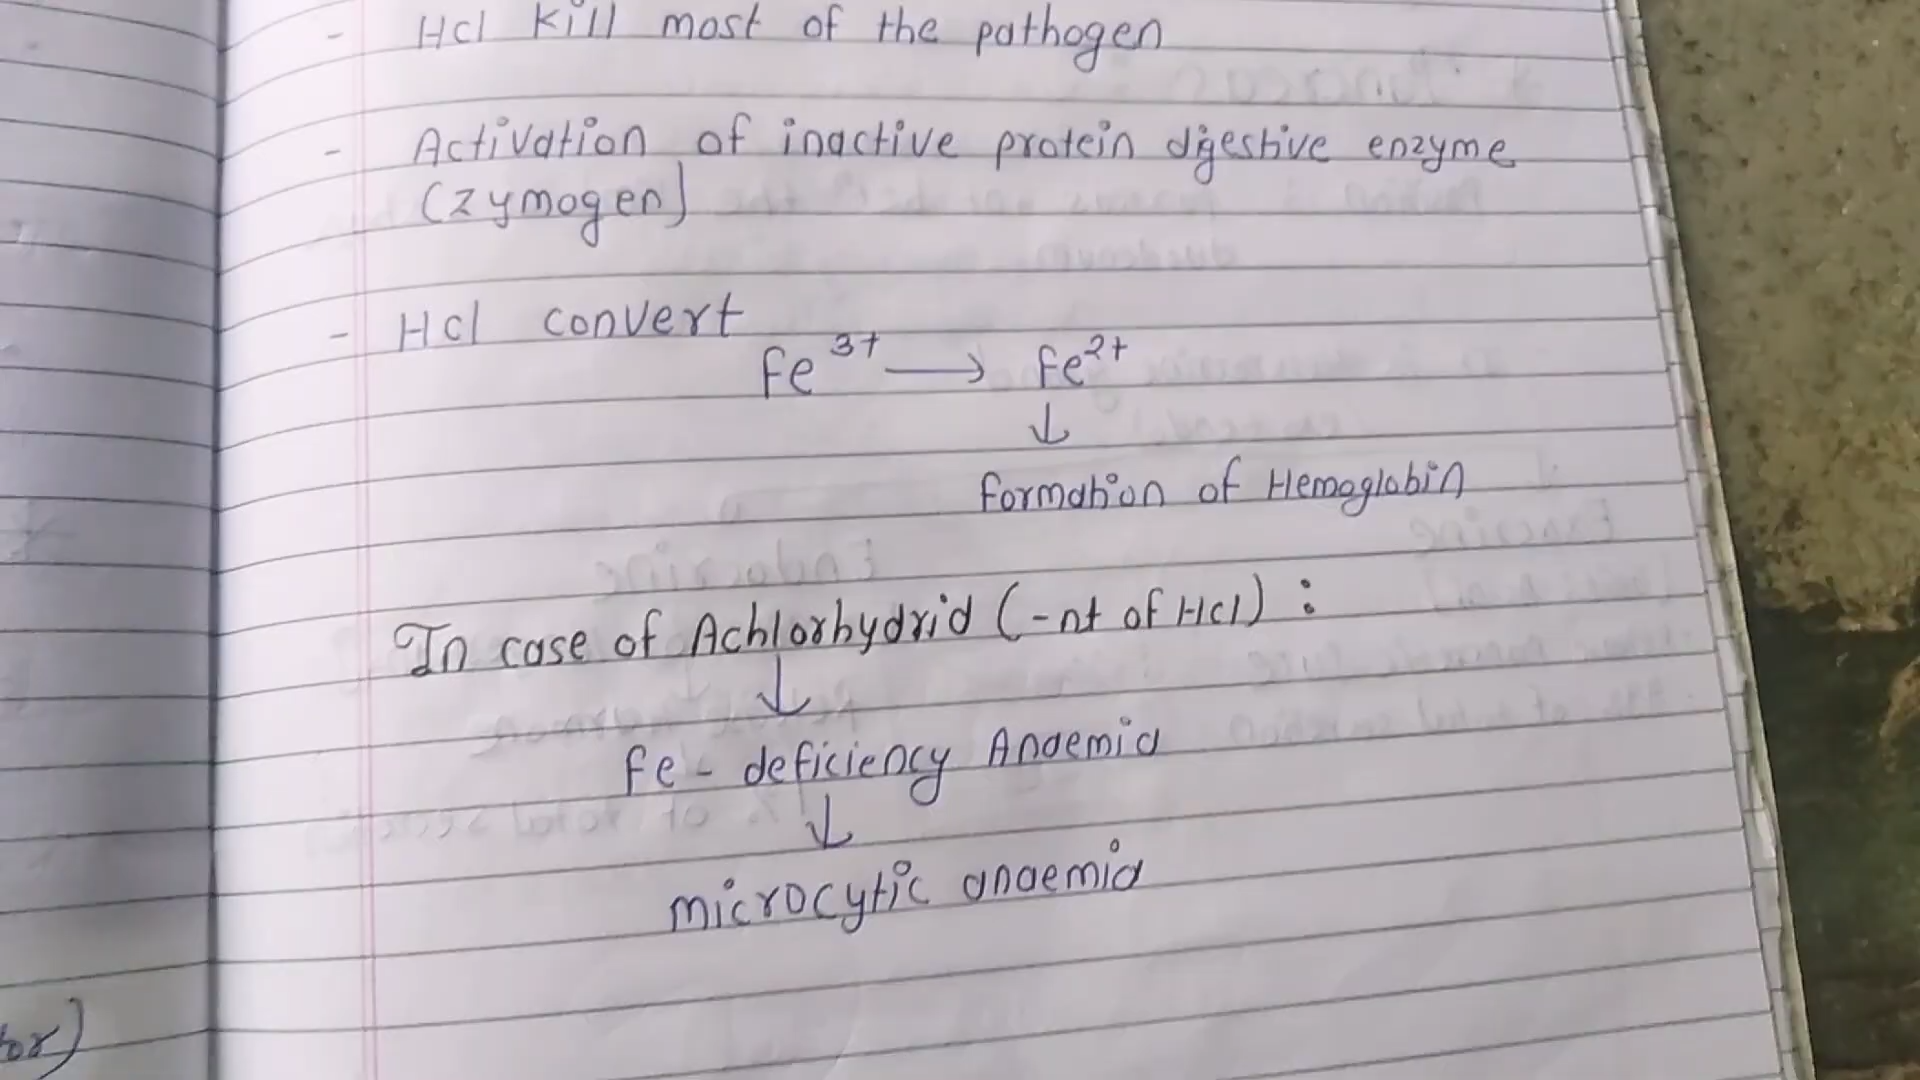 - HCl kill most of the pathogen
- Activation of inactive protein digestive enzyme
(zymogen)
- HCl convert
Fe³⁺ → Fe²⁺
↓
formation of Hemoglobin
In case of Achlorhydria (-nt of HCl) :
↓
Fe - deficiency Anaemia
↓
microcytic anaemia
tor)